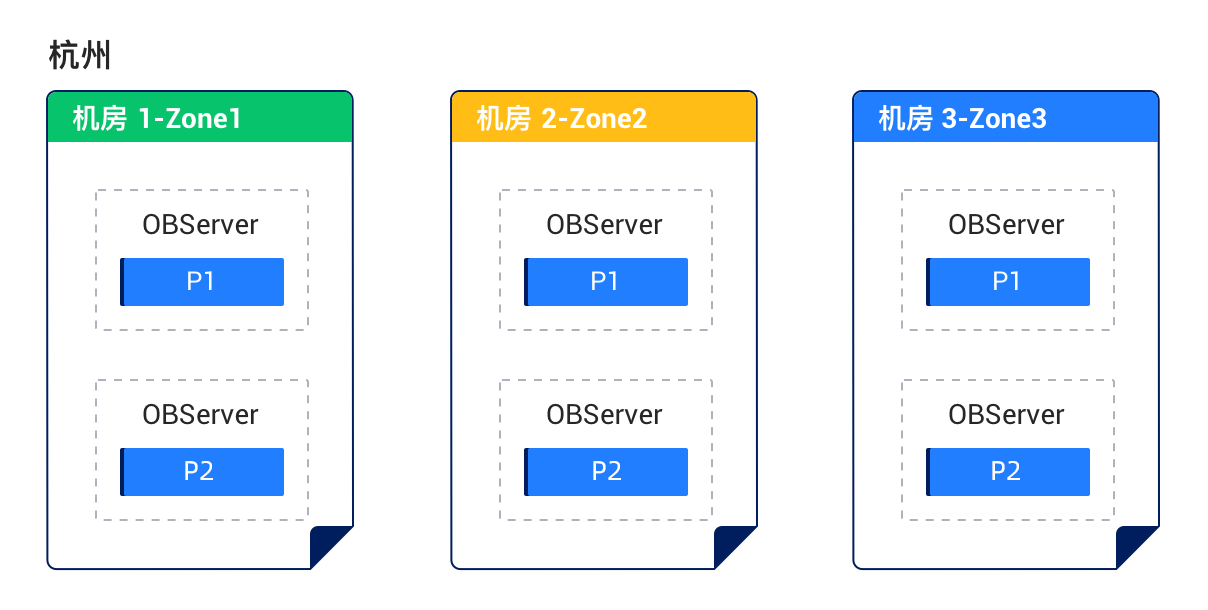 杭州
机房 1-Zone1
机房 2-Zone2
机房 3-Zone3
OBServer
OBServer
OBServer
P1
P1
P1
OBServer
OBServer
OBServer
P2
P2
P2